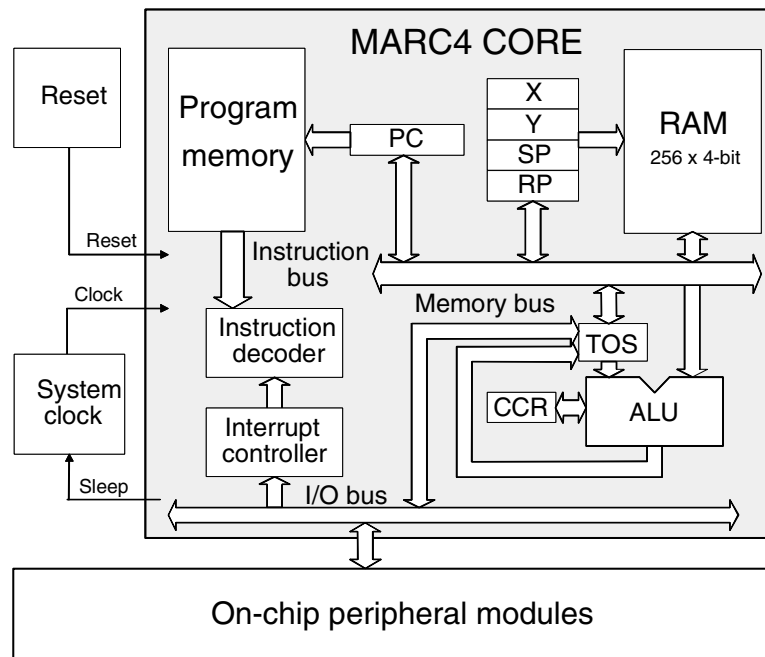 MARC4 CORE
Reset
Program
memory
PC
X
Y
SP
RP
RAM
256 x 4-bit
Reset
Instruction
bus
Clock
Memory bus
Instruction
decoder
TOS
System
clock
CCR
ALU
Interrupt
controller
Sleep
I/O bus
On-chip peripheral modules